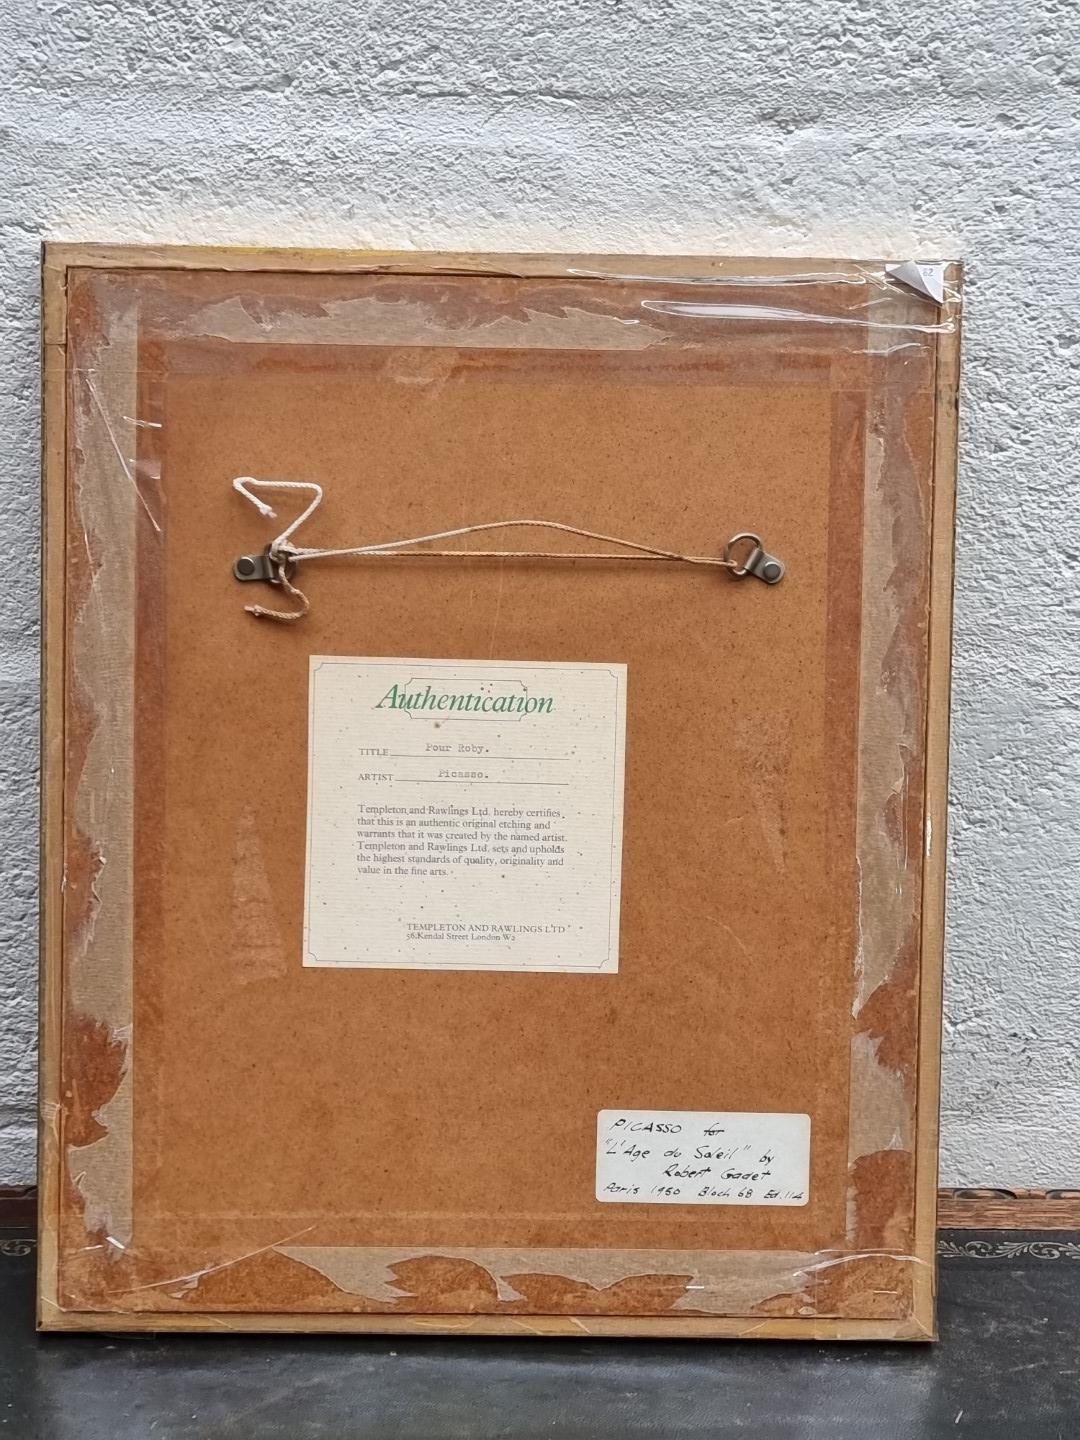 62
Authentication
TITLE Pour Roby.
ARTIST Picasso.
Templeton and Rawlings Ltd. hereby certifies
that this is an authentic original etching and
warrants that it was created by the named artist.
Templeton and Rawlings Ltd. sets and upholds
the highest standards of quality, originality and
value in the fine arts.
TEMPLETON AND RAWLINGS LTD
56 Kendal Street London W2
PICASSO for
"L'Age du Soleil" by
Robert Gadet
Paris 1950 Bloch 68 Ed. 114